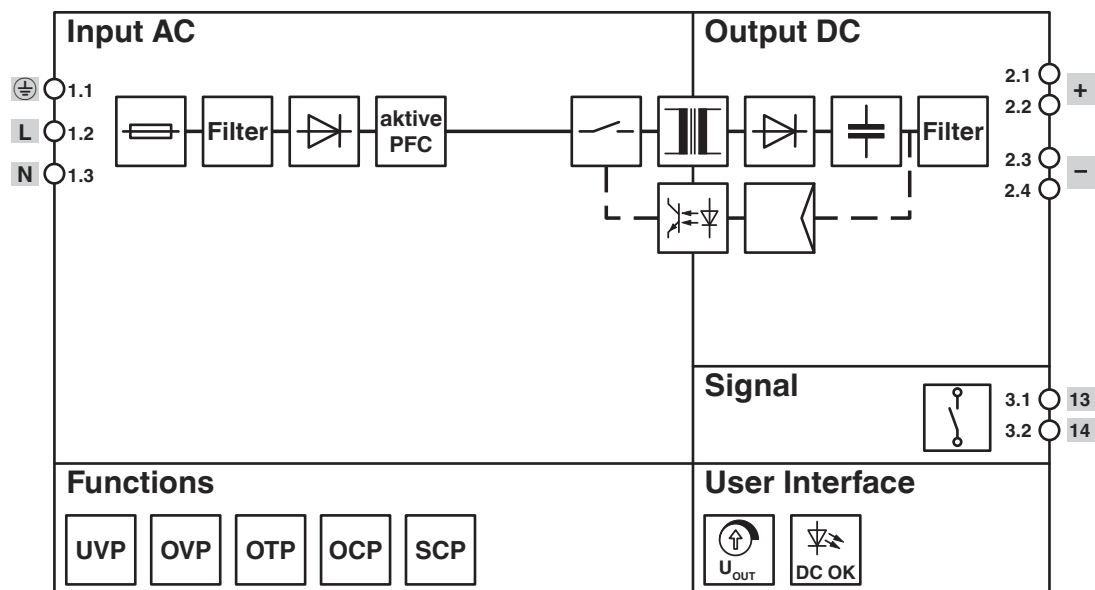 Input AC
Output DC
1.1
L
1.2
N
1.3
Filter
aktive
PFC
Filter
2.1
2.2
+
2.3
2.4
–
Signal
3.1
13
3.2
14
Functions
UVP
OVP
OTP
OCP
SCP
User Interface
UOUT
DC OK